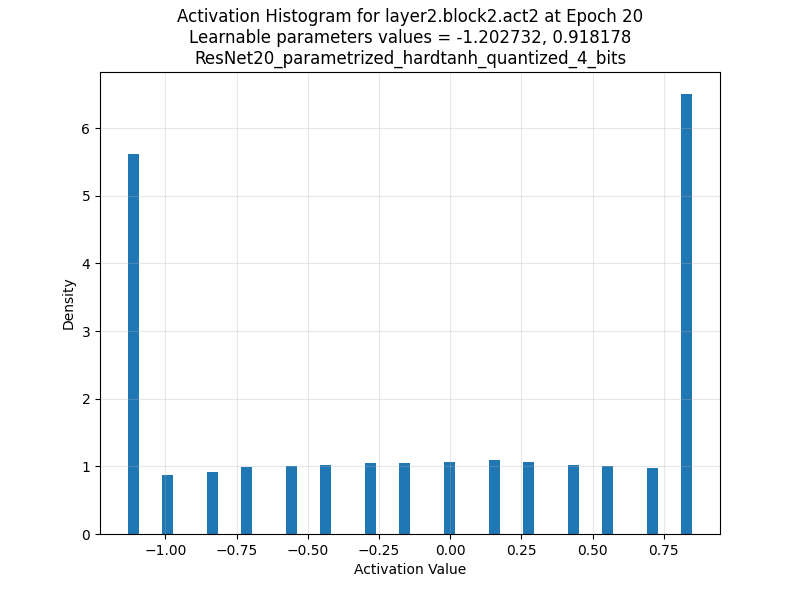 Activation Histogram for layer2.block2.act2 at Epoch 20
Learnable parameters values = -1.202732, 0.918178
ResNet20_parametrized_hardtanh_quantized_4_bits
6
5
4
3
2
1
0
Density
−1.00 −0.75 −0.50 −0.25 0.00 0.25 0.50 0.75
Activation Value